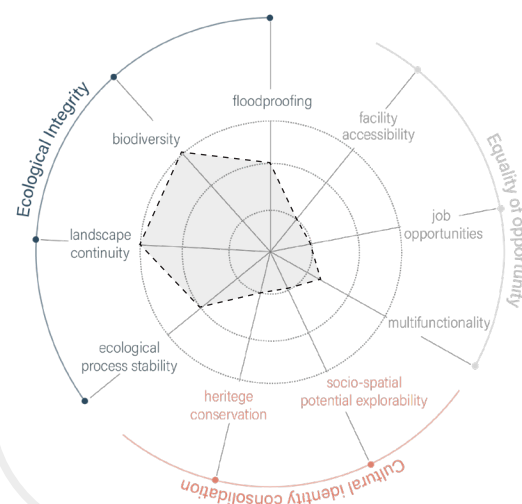 Ecological Integrity
floodproofing
biodiversity
landscape
continuity
ecological
process stability
facility
accessibility
job
opportunities
multifunctionality
Equality of opportunity
heritege
conservation
socio-spatial
potential explorability
Cultural identity consolidation